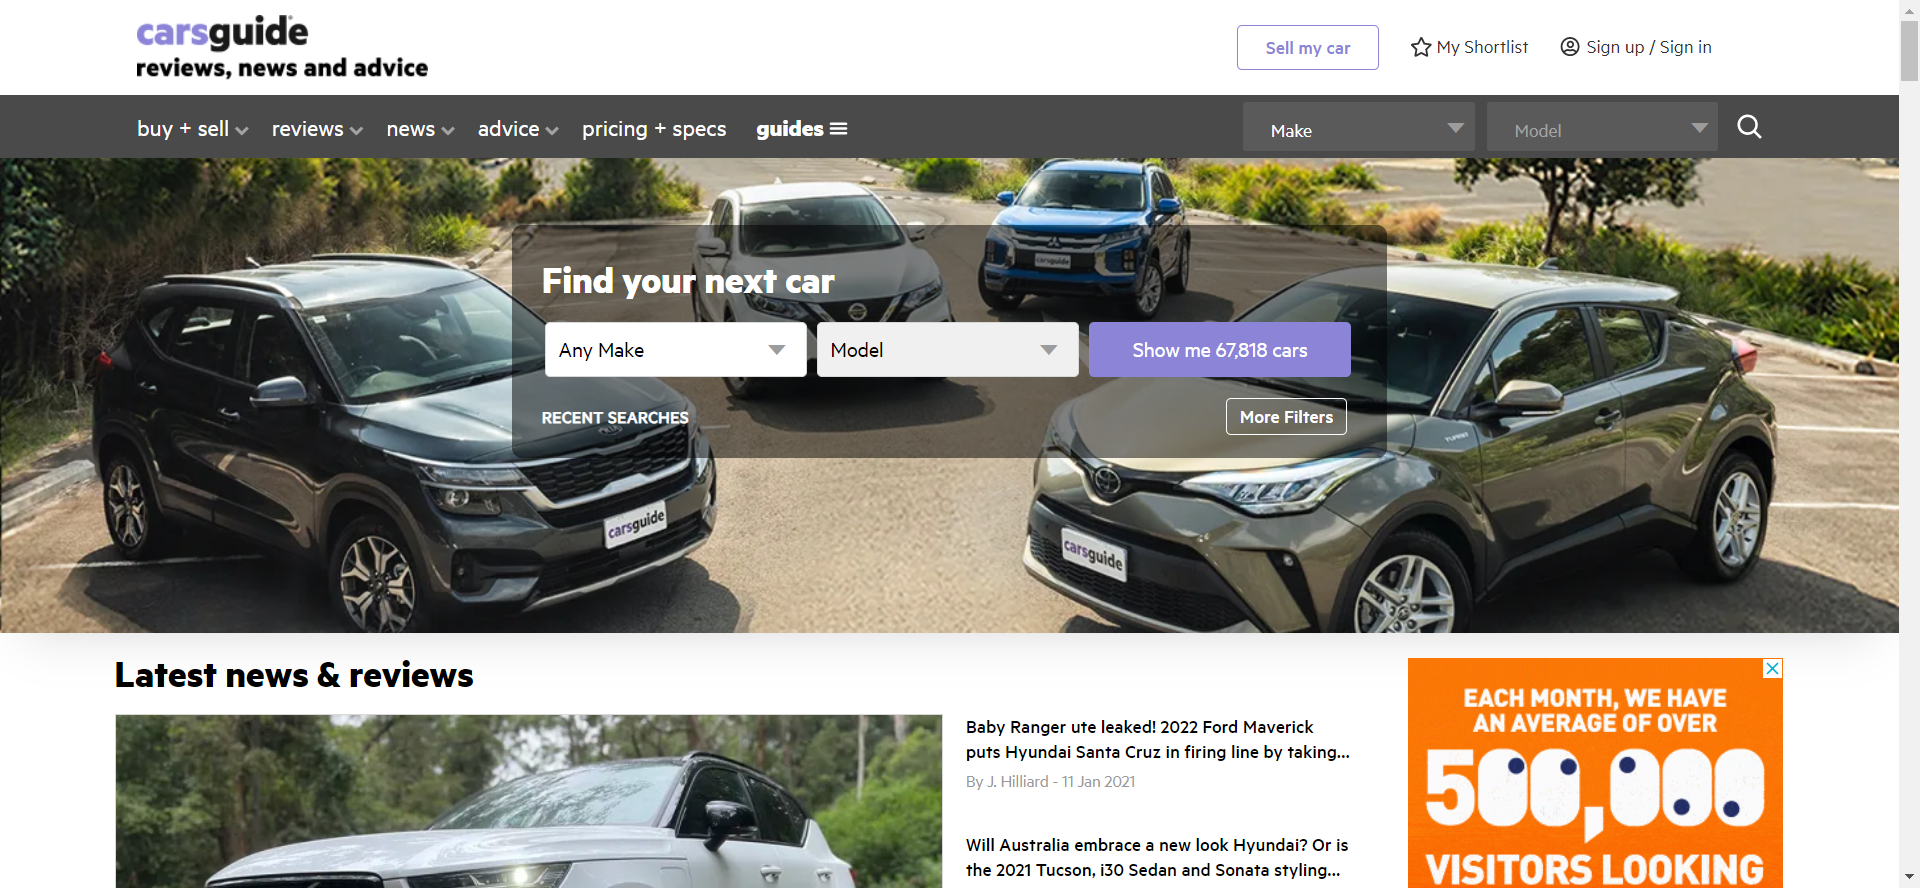 carsguide
reviews, news and advice
Sell my car
My Shortlist
Sign up / Sign in
buy + sell
reviews
news
advice
pricing + specs
guides
Make
Model
Find your next car
Any Make
Model
Show me 67,818 cars
RECENT SEARCHES
More Filters
carsguide
carsguide
carsguide
Latest news & reviews
Baby Ranger ute leaked! 2022 Ford Maverick
puts Hyundai Santa Cruz in firing line by taking...
By J. Hilliard - 11 Jan 2021
Will Australia embrace a new look Hyundai? Or is
the 2021 Tucson, i30 Sedan and Sonata styling...
EACH MONTH, WE HAVE
AN AVERAGE OF OVER
500,000
VISITORS LOOKING